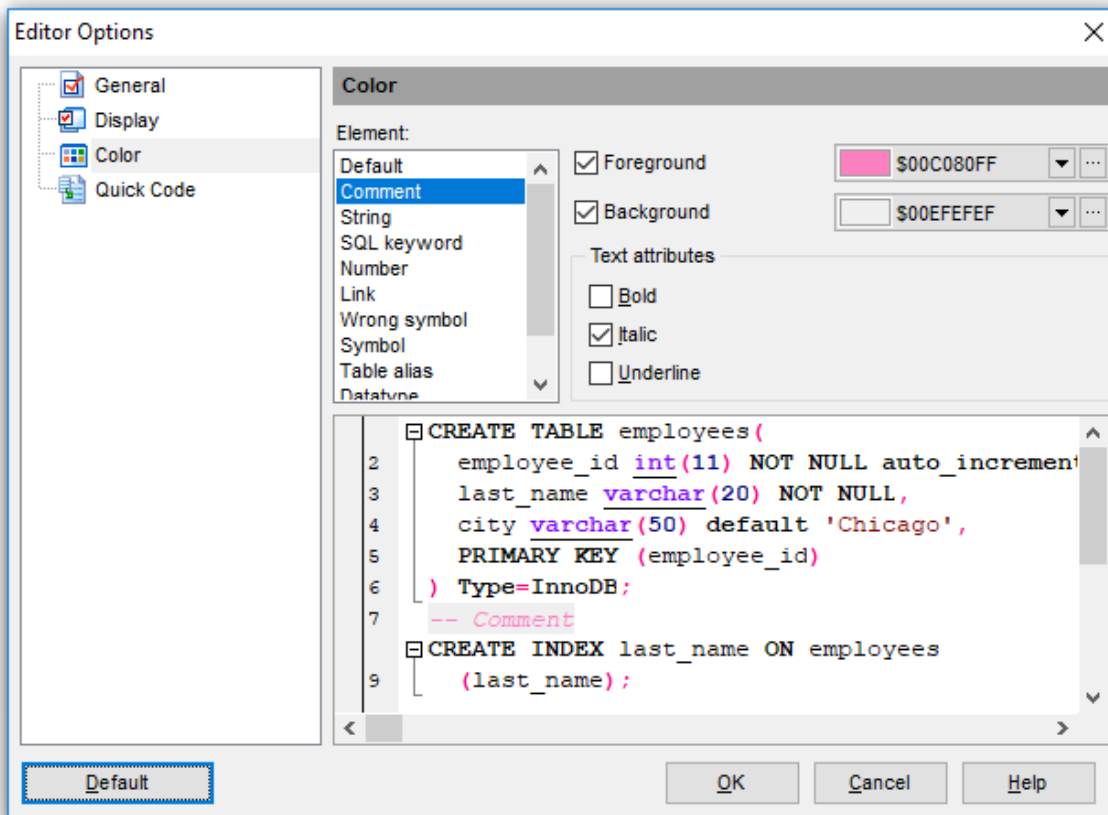 Editor Options
General
Display
Color
Quick Code
Color
Element:
Default
Comment
String
SQL keyword
Number
Link
Wrong symbol
Symbol
Table alias
Datatype
Foreground
$00C080FF
Background
$00EFEFEF
Text attributes
Bold
Italic
Underline
CREATE TABLE employees(
2 employee_id int(11) NOT NULL auto_increment
3 last_name varchar(20) NOT NULL,
4 city varchar(50) default 'Chicago',
5 PRIMARY KEY (employee_id)
6 ) Type=InnoDB;
7 -- Comment
CREATE INDEX last_name ON employees
9 (last_name);
Default
OK
Cancel
Help